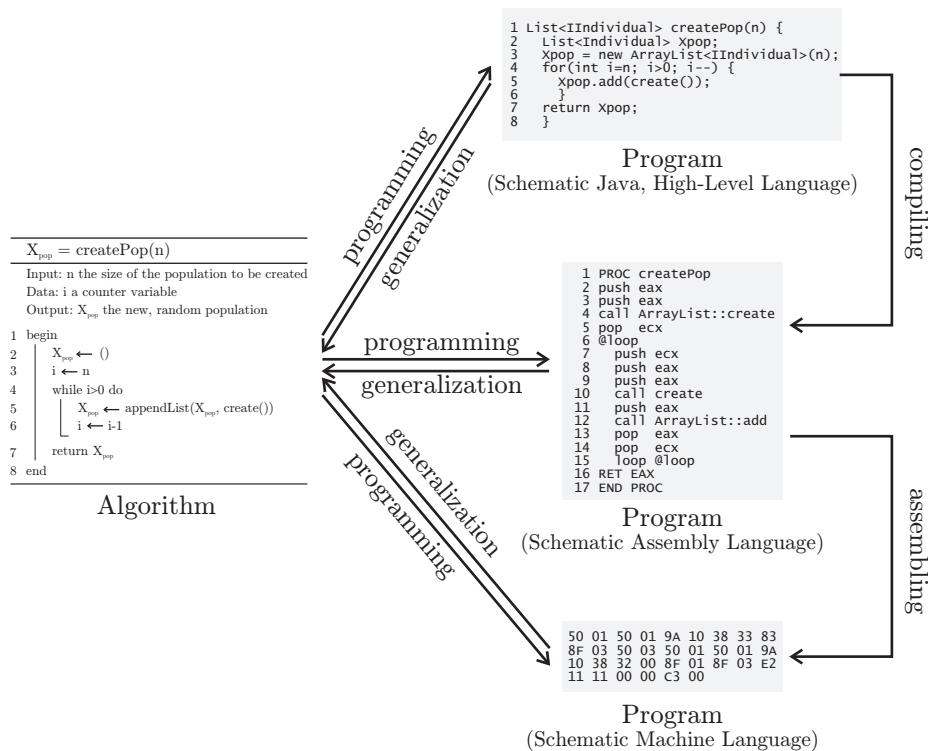 1 List<IIndividual> createPop(n) {
2 List<Individual> Xpop;
3 Xpop = new ArrayList<IIndividual>(n);
4 for(int i=n; i>0; i--) {
5 Xpop.add(create());
6 }
7 return Xpop;
8 }
Program
(Schematic Java, High-Level Language)
programming
generalization
compiling
Xpop = createPop(n)
Input: n the size of the population to be created
Data: i a counter variable
Output: Xpop the new, random population
1 begin
2 Xpop ← ()
3 i ← n
4 while i>0 do
5 Xpop ← appendList(Xpop, create())
6 i ← i-1
7 return Xpop
8 end
Algorithm
programming
generalization
1 PROC createPop
2 push eax
3 push eax
4 call ArrayList::create
5 pop ecx
6 @loop
7 push ecx
8 push eax
9 push eax
10 call create
11 push eax
12 call ArrayList::add
13 pop eax
14 pop ecx
15 loop @loop
16 RET EAX
17 END PROC
Program
(Schematic Assembly Language)
generalization
programming
assembling
50 01 50 01 9A 10 38 33 83
8F 03 50 03 50 01 50 01 9A
10 38 32 00 8F 01 8F 03 E2
11 11 00 00 C3 00
Program
(Schematic Machine Language)